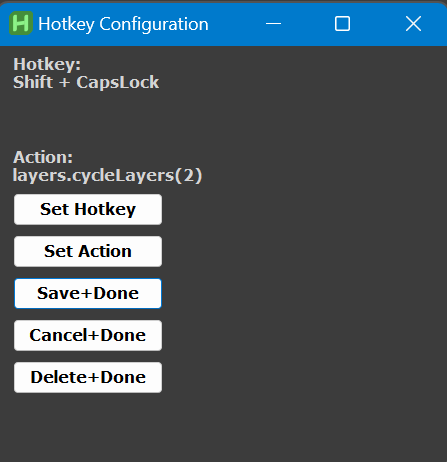 H Hotkey Configuration
Hotkey:
Shift + CapsLock
Action:
layers.cycleLayers(2)
Set Hotkey
Set Action
Save+Done
Cancel+Done
Delete+Done